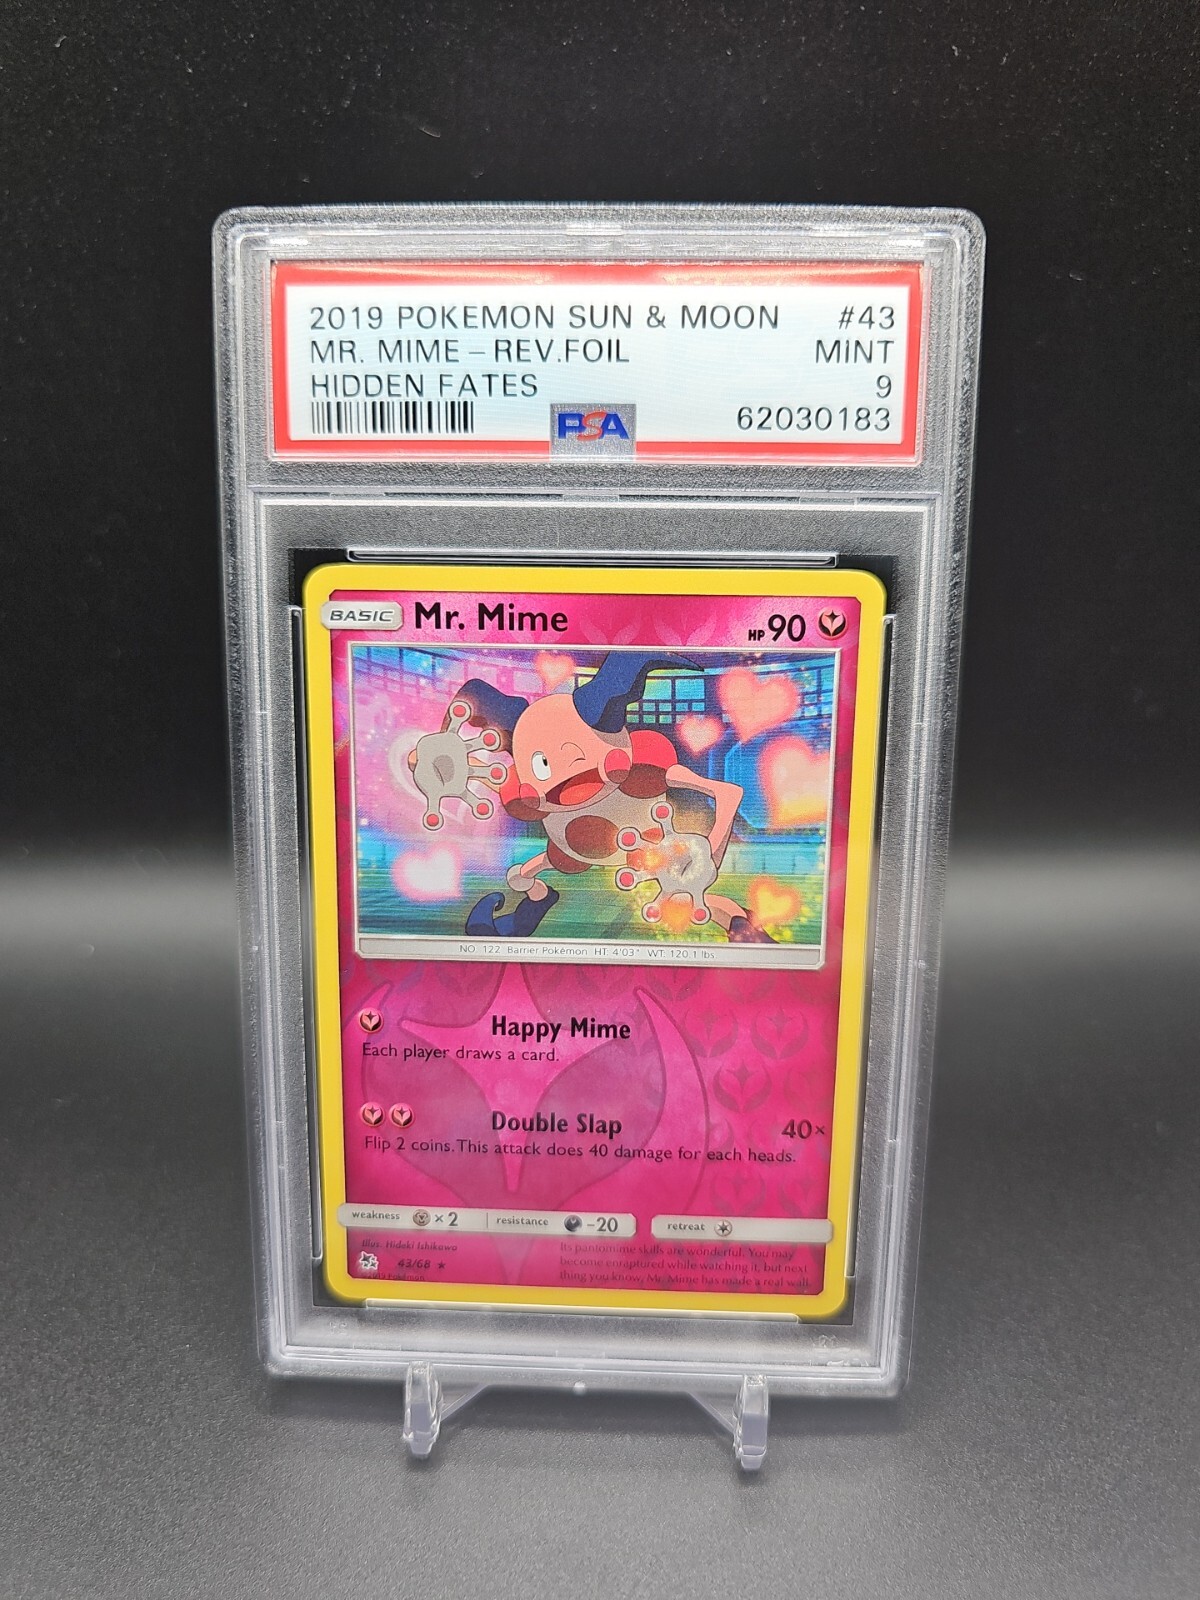 2019 POKEMON SUN & MOON #43
MR. MIME - REV.FOIL MINT
HIDDEN FATES 9
PSA 62030183
BASIC Mr. Mime HP 90
NO. 122 Barrier Pokémon HT: 4'03" WT: 120.1 lbs.
Happy Mime
Each player draws a card.
Double Slap 40×
Flip 2 coins. This attack does 40 damage for each heads.
weakness ×2 resistance -20 retreat
Illus. Hideki Ishikawa
43/68 ★
©2019 Pokémon
Its pantomime skills are wonderful. You may
become enraptured while watching it, but next
thing you know, Mr. Mime has made a real wall.